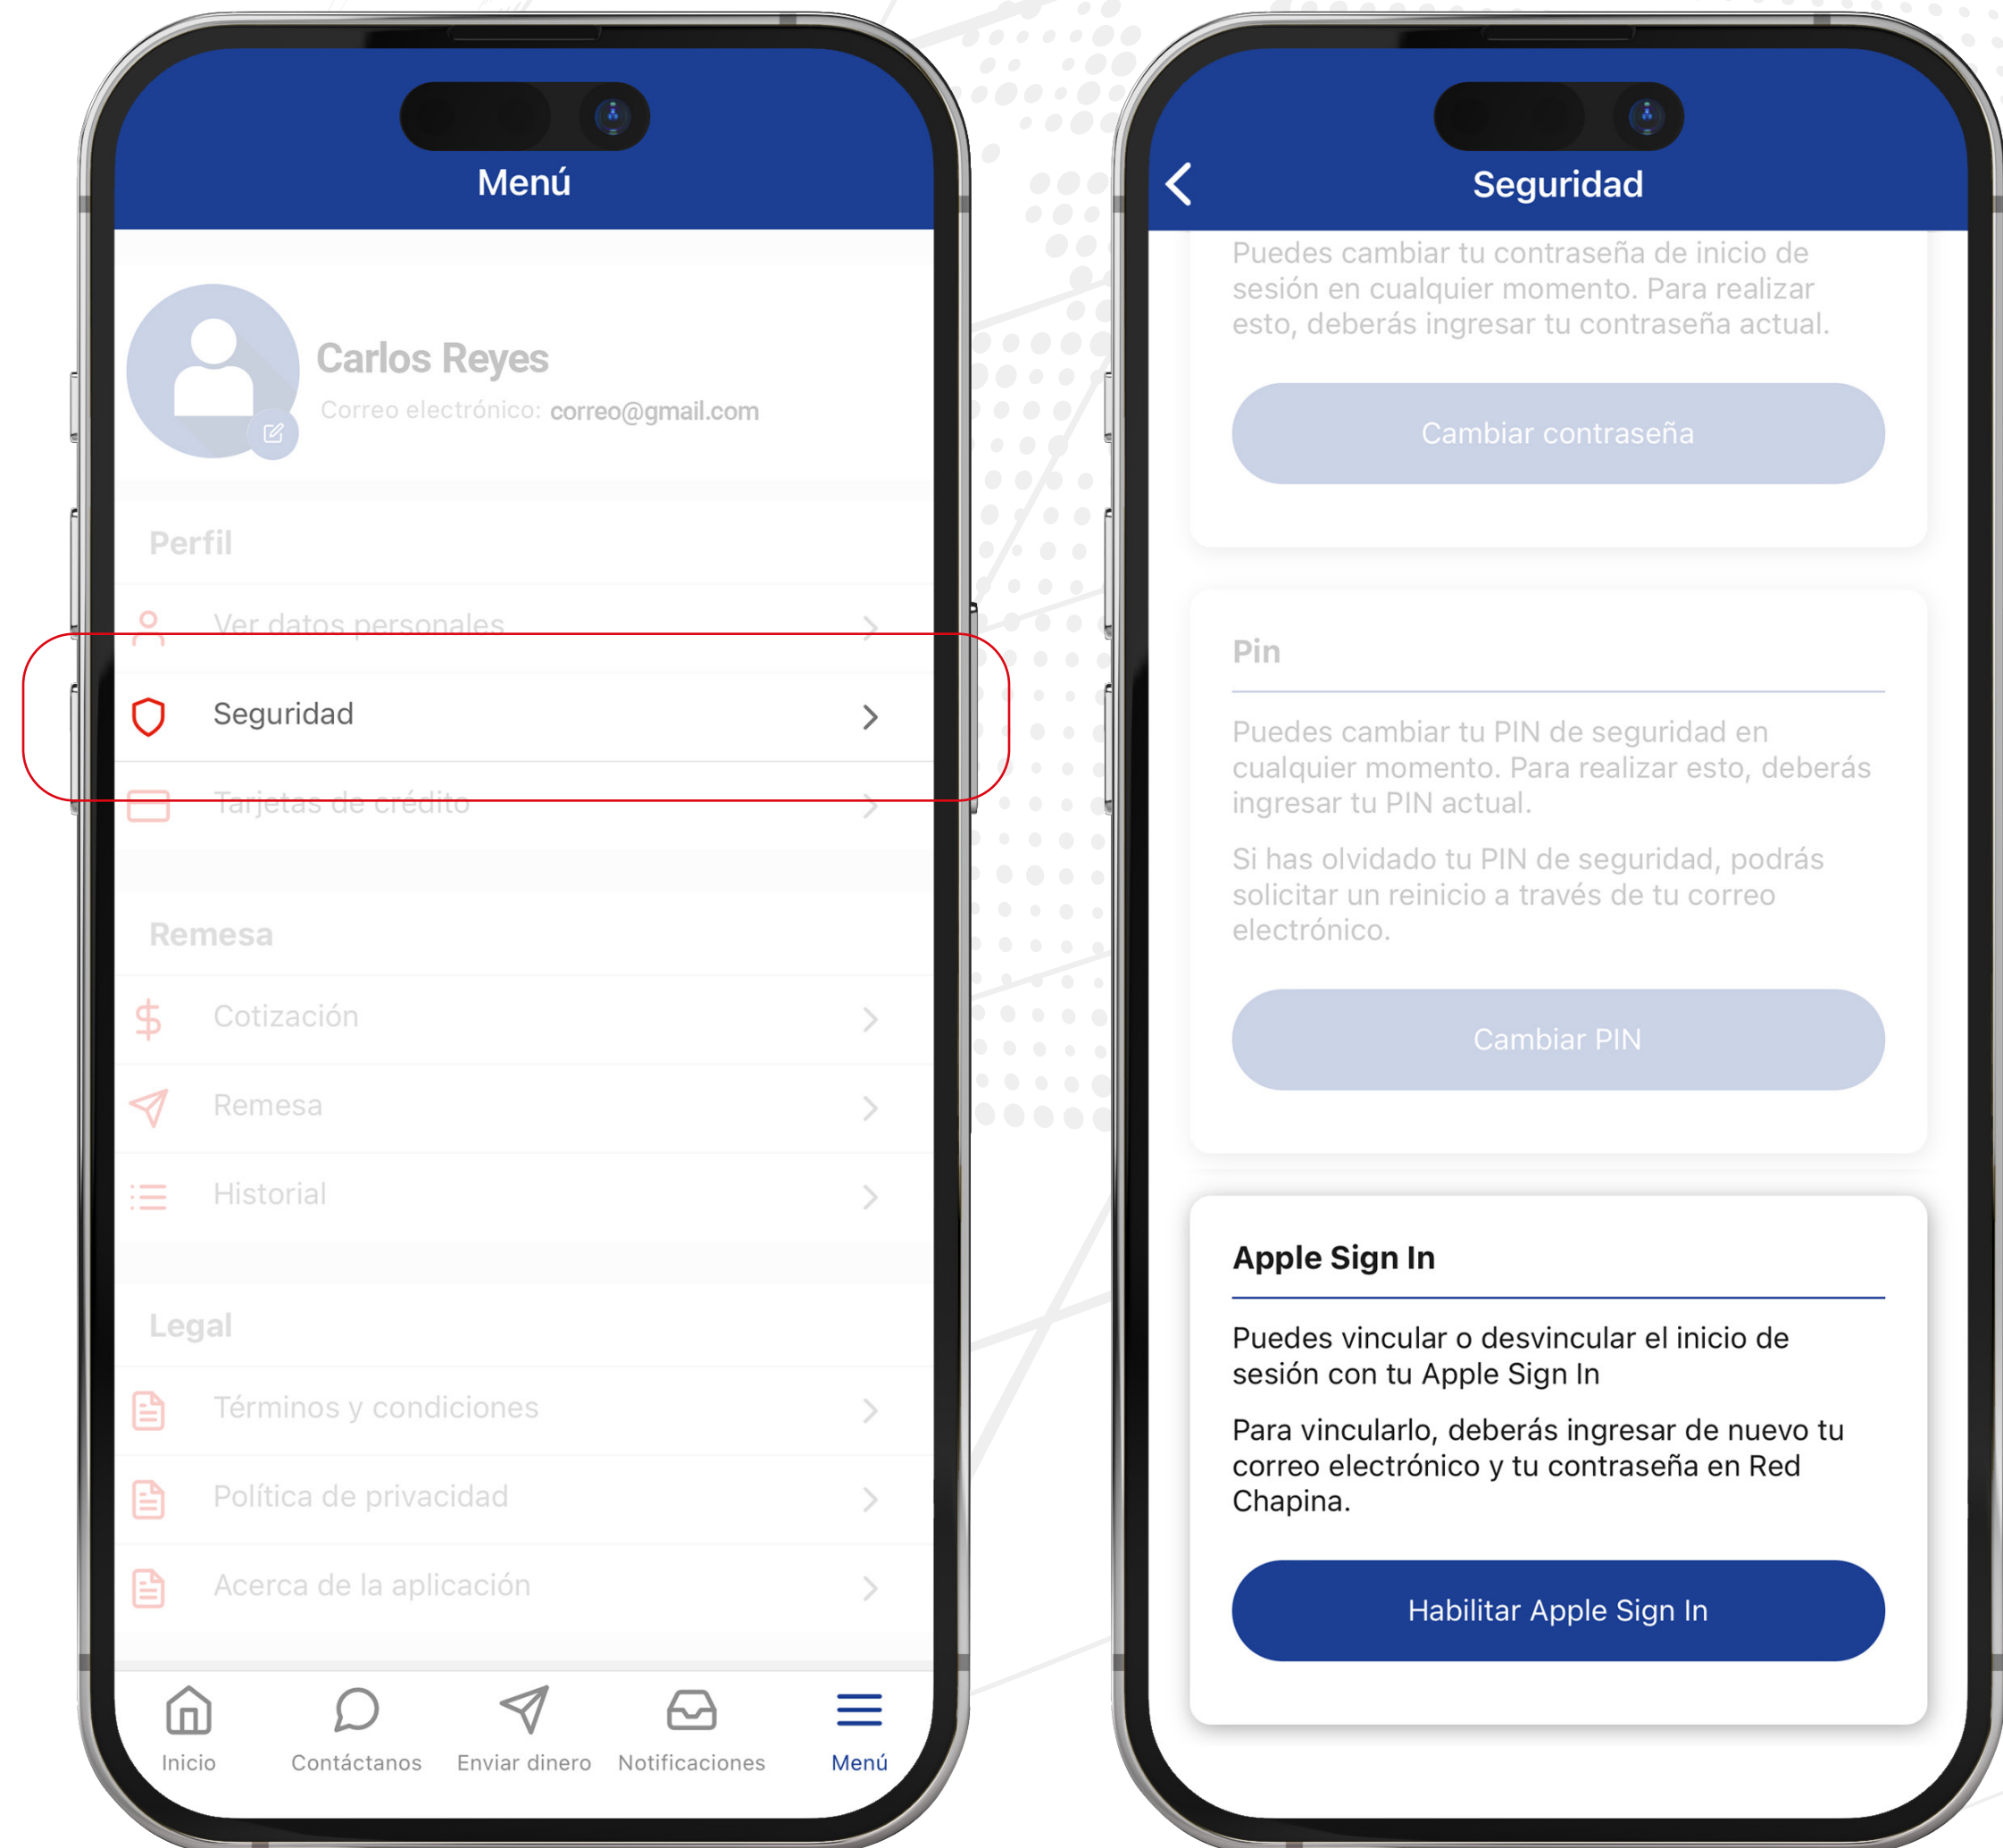 Menú
Carlos Reyes
Correo electrónico: correo@gmail.com
Perfil
Ver datos personales
Seguridad
Tarjetas de crédito
Remesa
Cotización
Remesa
Historial
Legal
Términos y condiciones
Política de privacidad
Acerca de la aplicación
Inicio
Contáctanos
Enviar dinero
Notificaciones
Menú
Seguridad
Puedes cambiar tu contraseña de inicio de
sesión en cualquier momento. Para realizar
esto, deberás ingresar tu contraseña actual.
Cambiar contraseña
Pin
Puedes cambiar tu PIN de seguridad en
cualquier momento. Para realizar esto, deberás
ingresar tu PIN actual.
Si has olvidado tu PIN de seguridad, podrás
solicitar un reinicio a través de tu correo
electrónico.
Cambiar PIN
Apple Sign In
Puedes vincular o desvincular el inicio de
sesión con tu Apple Sign In
Para vincularlo, deberás ingresar de nuevo tu
correo electrónico y tu contraseña en Red
Chapina.
Habilitar Apple Sign In